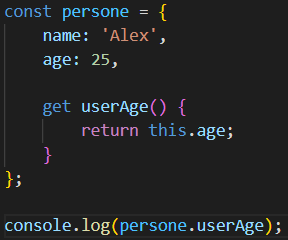 const persone = {
    name: 'Alex',
    age: 25,

    get userAge() {
        return this.age;
    }
};

console.log(persone.userAge);